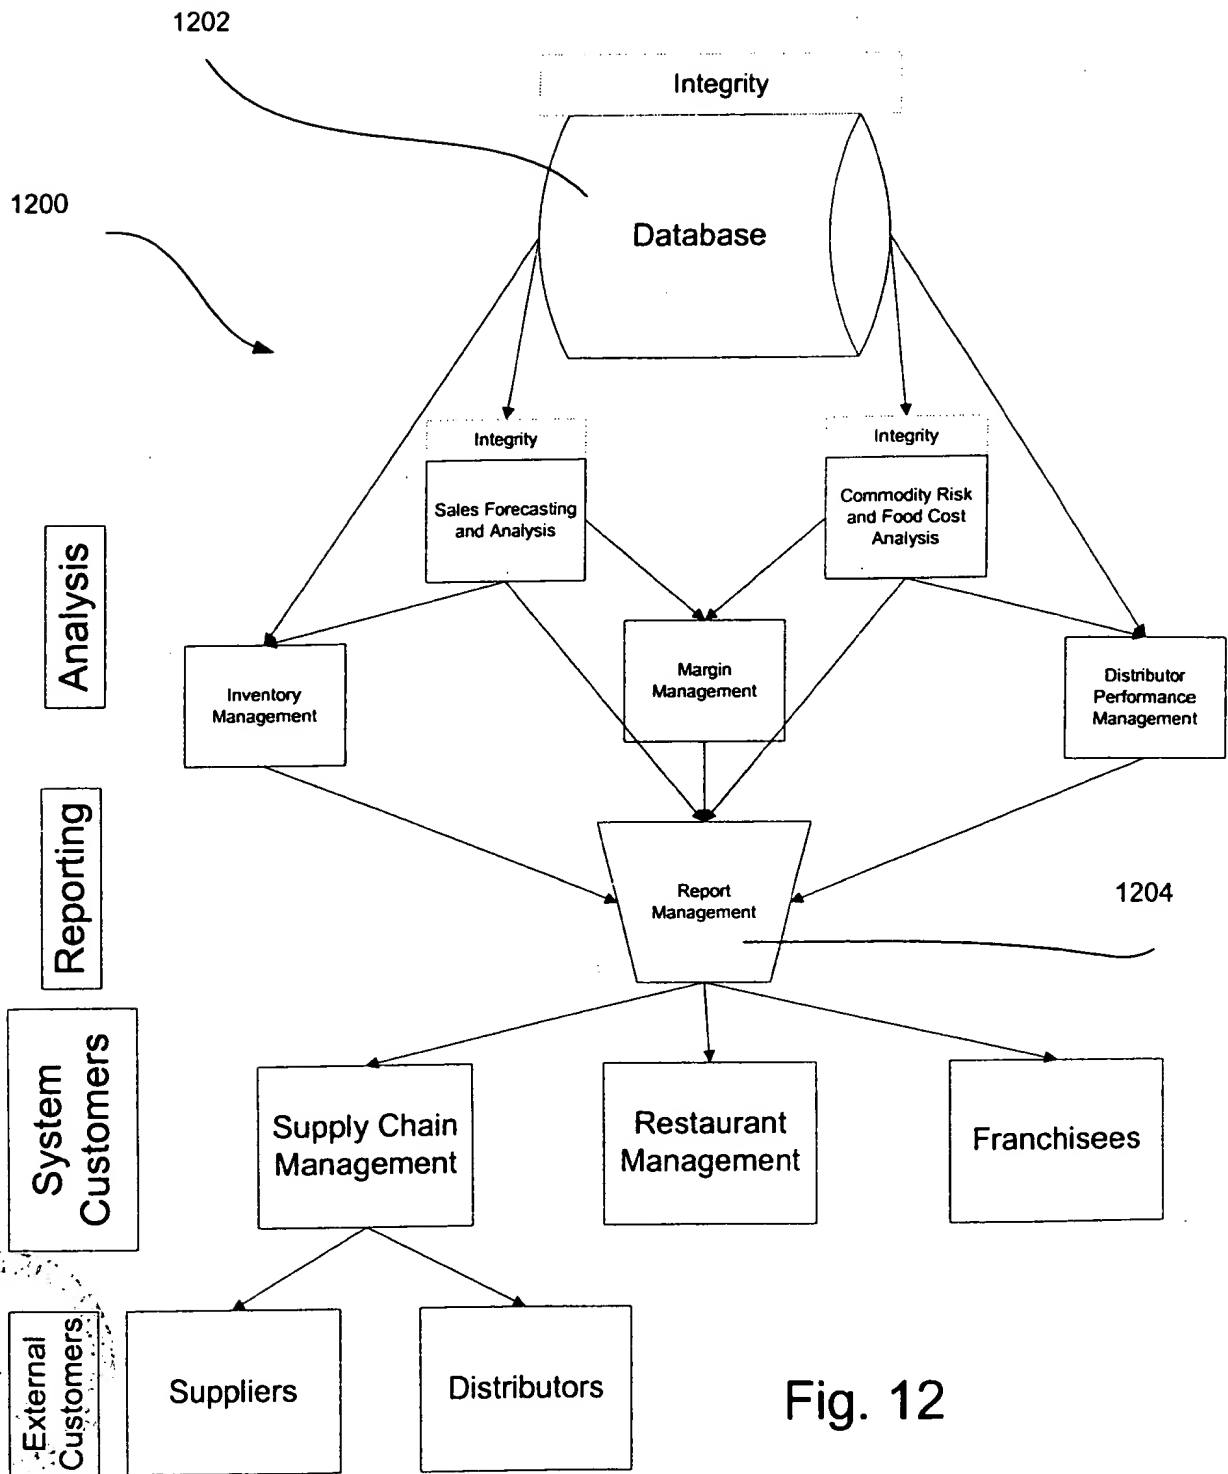 1202
Integrity
1200
Database
Integrity
Integrity
Sales Forecasting
and Analysis
Commodity Risk
and Food Cost
Analysis
Analysis
Inventory
Management
Margin
Management
Distributor
Performance
Management
Reporting
Report
Management
1204
System
Customers
Supply Chain
Management
Restaurant
Management
Franchisees
External
Customers
Suppliers
Distributors
Fig. 12